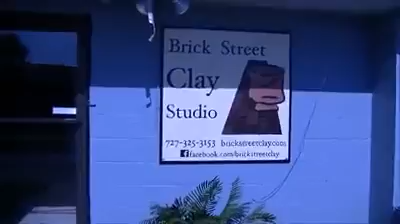 Brick Street
Clay
Studio
727-325-3153 brickstreetclay.com
facebook.com/brickstreetclay